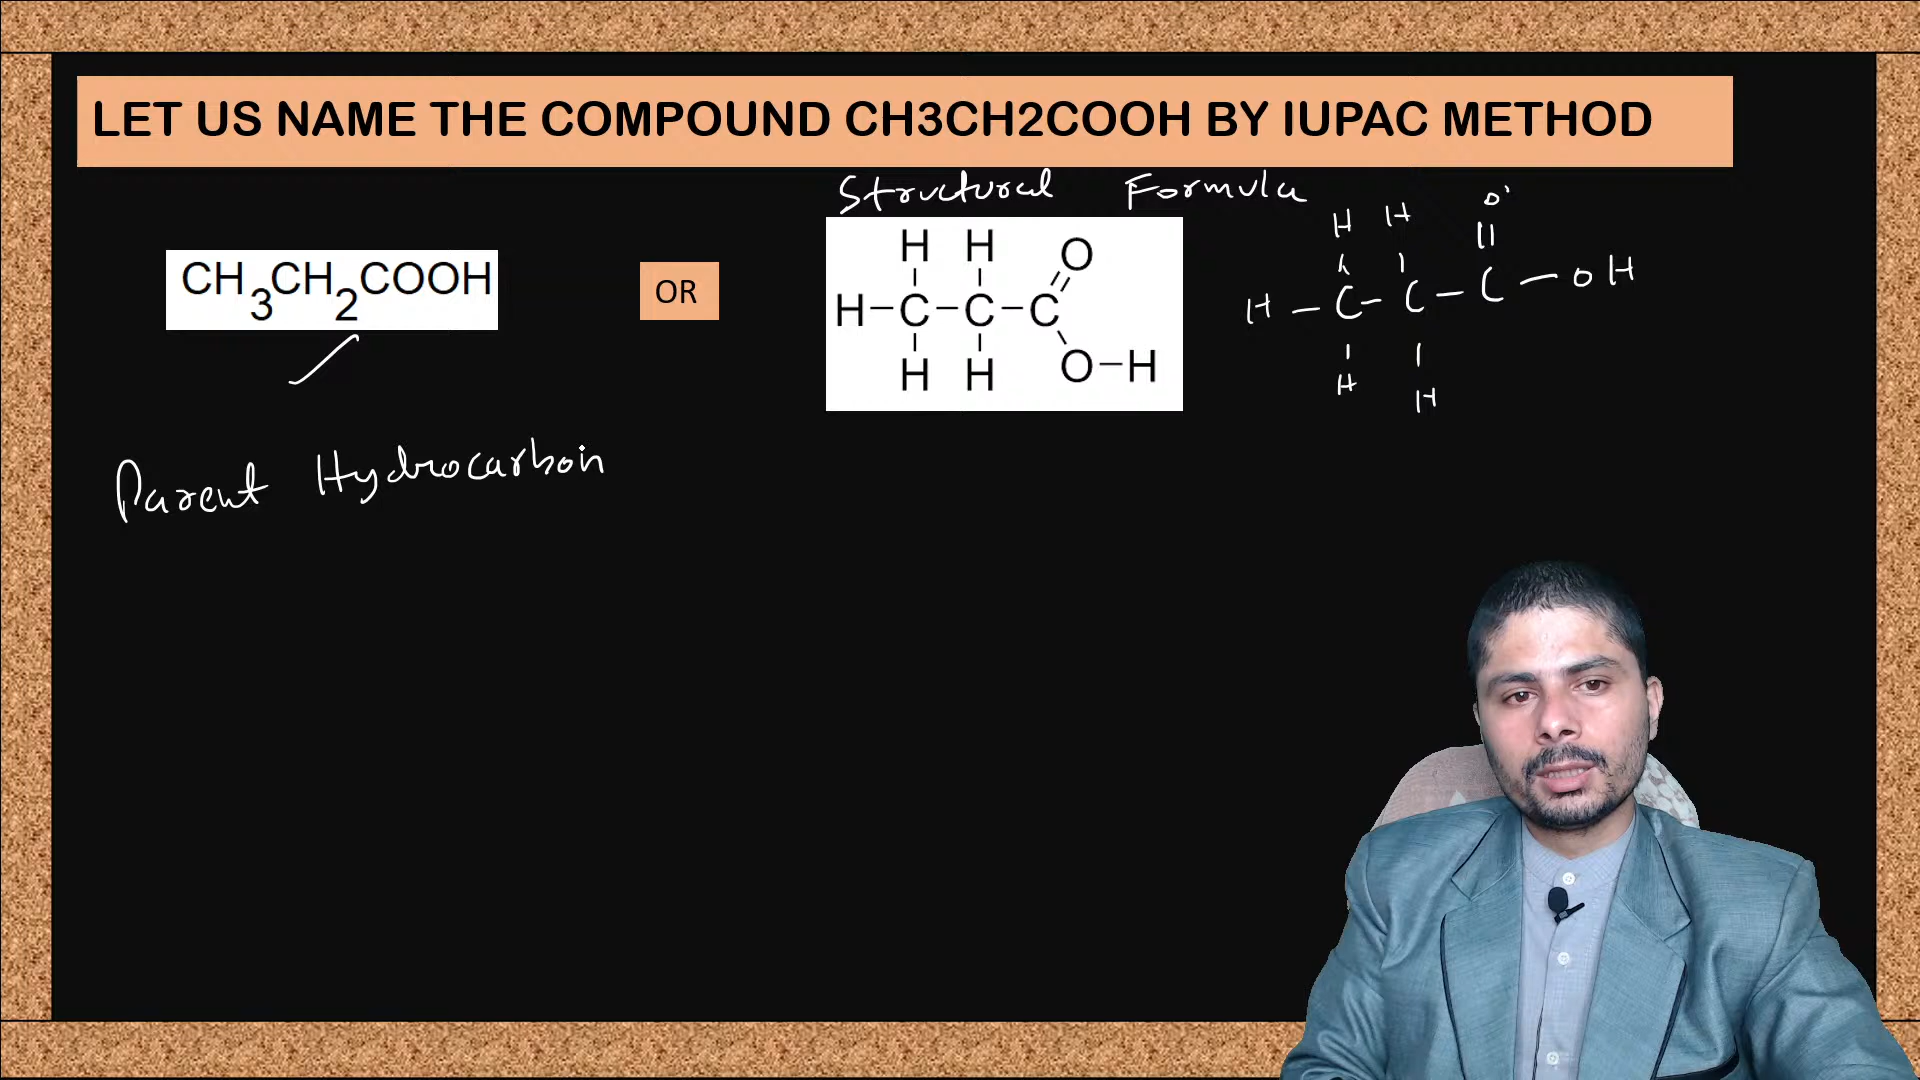 LET US NAME THE COMPOUND CH3CH2COOH BY IUPAC METHOD
Structural Formula
CH3CH2COOH
OR
H H O
H-C-C-C
H H O-H
H H O
H-C-C-C-OH
H H
Parent Hydrocarbon